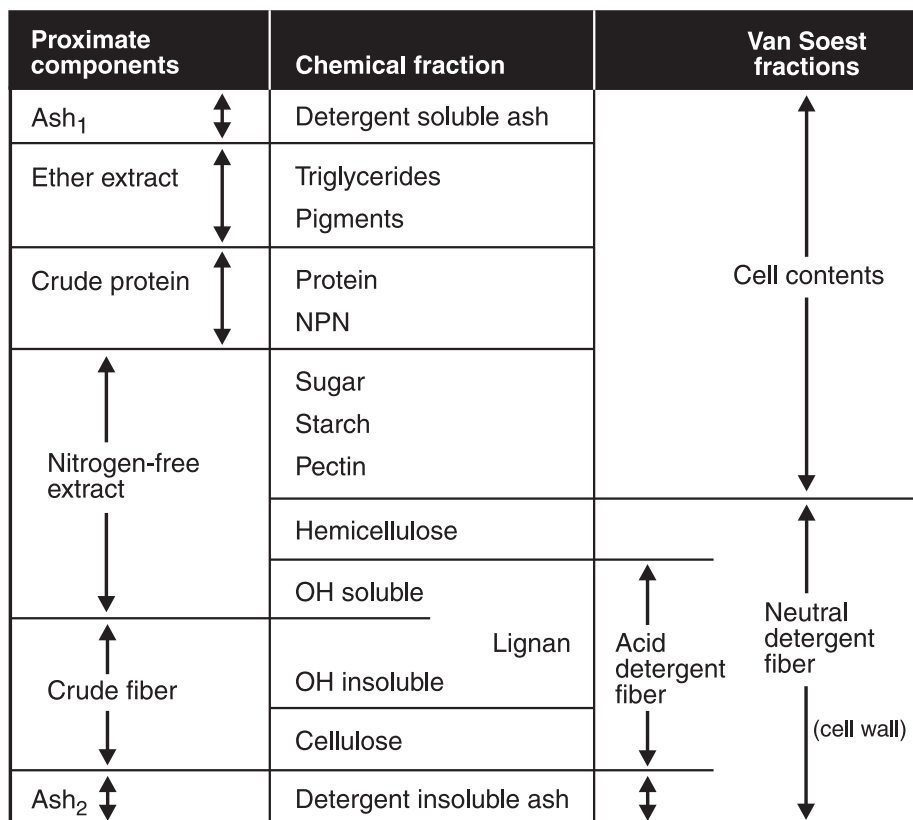 Proximate
components
Chemical fraction
Van Soest
fractions
Ash1
Detergent soluble ash
Ether extract
Triglycerides
Pigments
Crude protein
Protein
NPN
Cell contents
Nitrogen-free
extract
Sugar
Starch
Pectin
Hemicellulose
OH soluble
Lignan
Crude fiber
OH insoluble
Cellulose
Acid
detergent
fiber
Neutral
detergent
fiber
(cell wall)
Ash2
Detergent insoluble ash